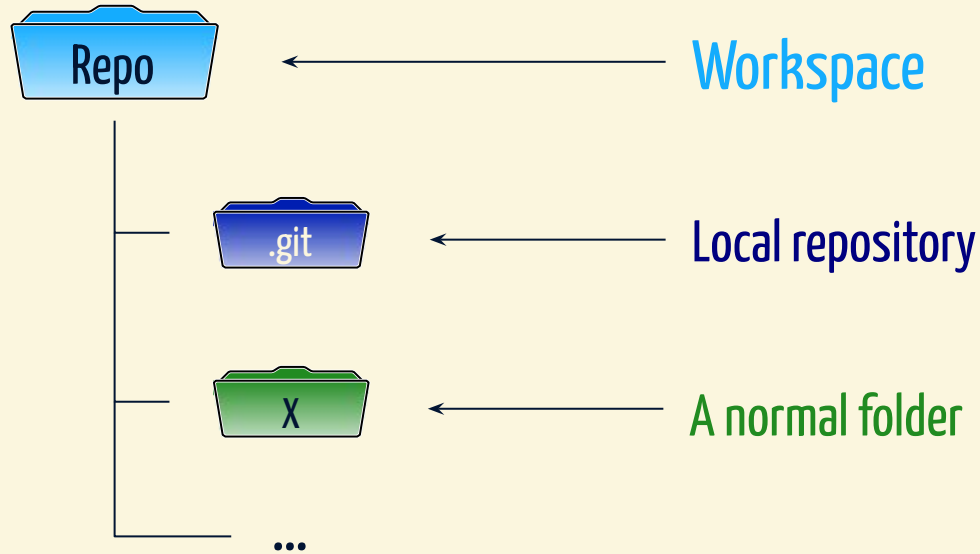 Repo
Workspace
.git
Local repository
X
A normal folder
...